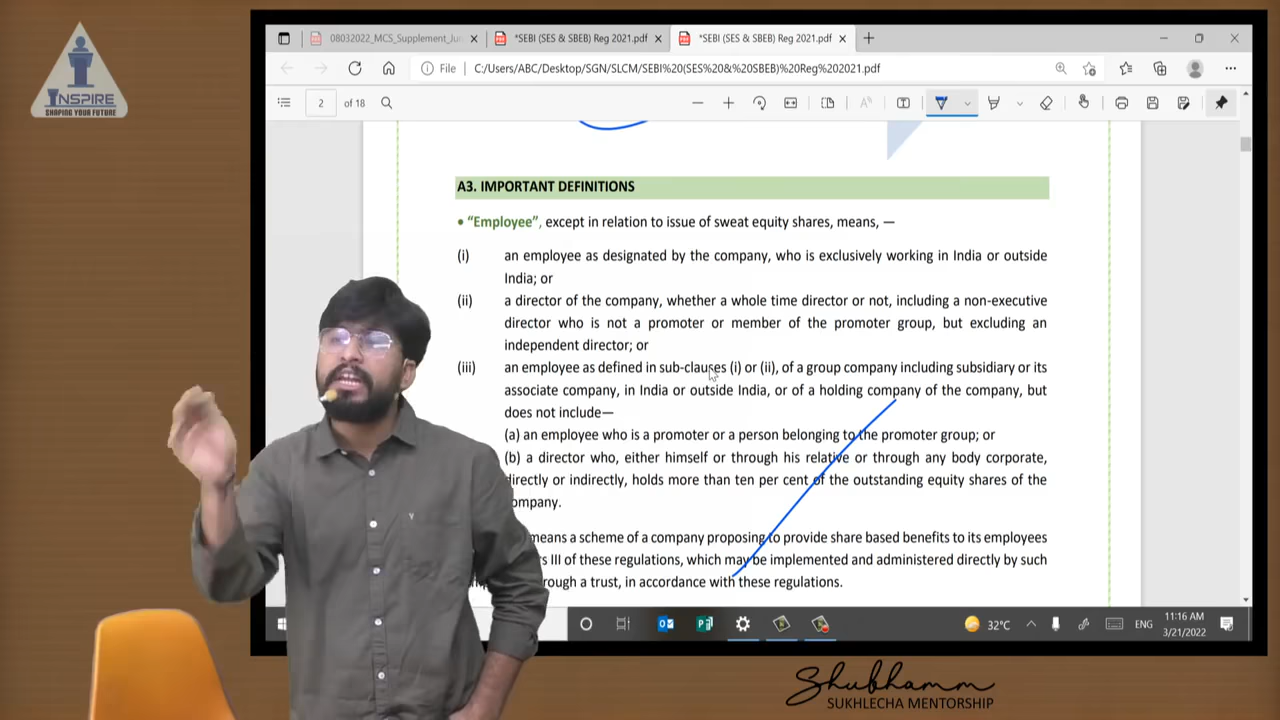 INSPIRE
SHAPING YOUR FUTURE
08032022_MCS_Supplement_Jun
*SEBI (SES & SBEB) Reg 2021.pdf
*SEBI (SES & SBEB) Reg 2021.pdf
File
C:/Users/ABC/Desktop/SGN/SLCM/SEBI%20(SES%20&%20SBEB)%20Reg%202021.pdf
2 of 18
A3. IMPORTANT DEFINITIONS
• “Employee”, except in relation to issue of sweat equity shares, means, —
(i) an employee as designated by the company, who is exclusively working in India or outside
India; or
(ii) a director of the company, whether a whole time director or not, including a non-executive
director who is not a promoter or member of the promoter group, but excluding an
independent director; or
(iii) an employee as defined in sub-clauses (i) or (ii), of a group company including subsidiary or its
associate company, in India or outside India, or of a holding company of the company, but
does not include—
(a) an employee who is a promoter or a person belonging to the promoter group; or
(b) a director who, either himself or through his relative or through any body corporate,
directly or indirectly, holds more than ten per cent of the outstanding equity shares of the
company.
means a scheme of a company proposing to provide share based benefits to its employees
III of these regulations, which may be implemented and administered directly by such
through a trust, in accordance with these regulations.
32°C
ENG
11:16 AM
3/21/2022
Shubhamm
SUKHLECHA MENTORSHIP